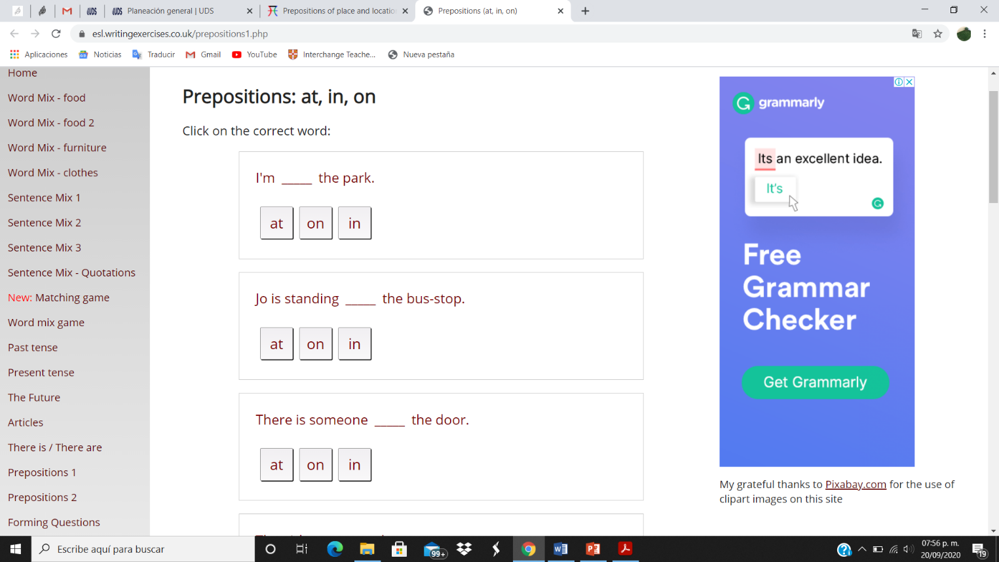 Planeación general | UDS
Prepositions of place and locatio
Prepositions (at, in, on)
esl.writingexercises.co.uk/prepositions1.php
Aplicaciones
Noticias
Traducir
Gmail
YouTube
Interchange Teache...
Nueva pestaña
Home
Word Mix - food
Word Mix - food 2
Word Mix - furniture
Word Mix - clothes
Sentence Mix 1
Sentence Mix 2
Sentence Mix 3
Sentence Mix - Quotations
New: Matching game
Word mix game
Past tense
Present tense
The Future
Articles
There is / There are
Prepositions 1
Prepositions 2
Forming Questions
Prepositions: at, in, on
Click on the correct word:
I'm _____ the park.
at on in
Jo is standing _____ the bus-stop.
at on in
There is someone _____ the door.
at on in
grammarly
Its an excellent idea.
It's
Free
Grammar
Checker
Get Grammarly
My grateful thanks to Pixabay.com for the use of
clipart images on this site
Escribe aquí para buscar
99+
07:56 p. m.
20/09/2020
19